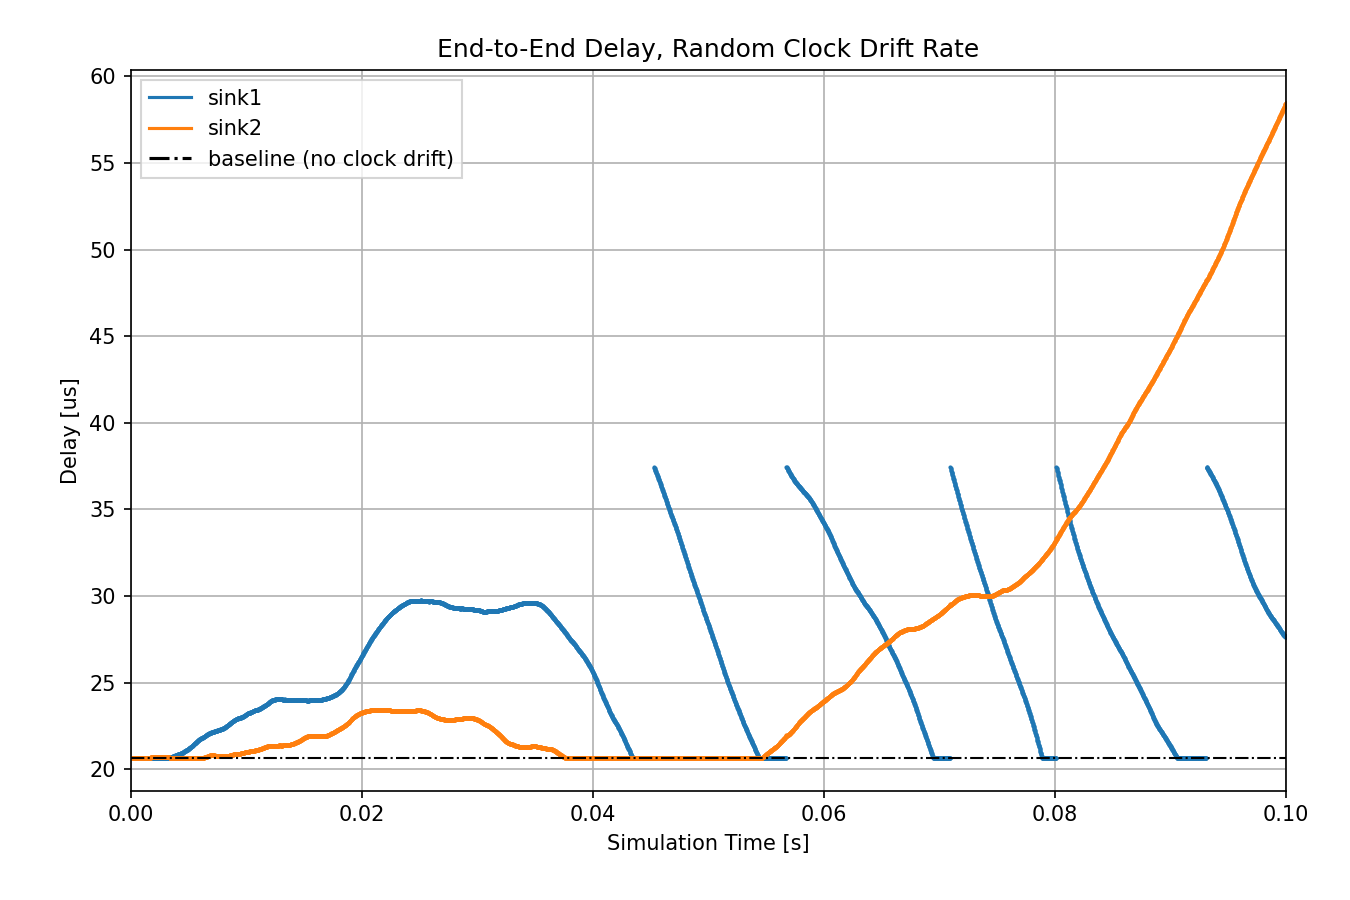 End-to-End Delay, Random Clock Drift Rate
sink1
sink2
baseline (no clock drift)
60
55
50
45
40
35
30
25
20
Delay [us]
0.00 0.02 0.04 0.06 0.08 0.10
Simulation Time [s]